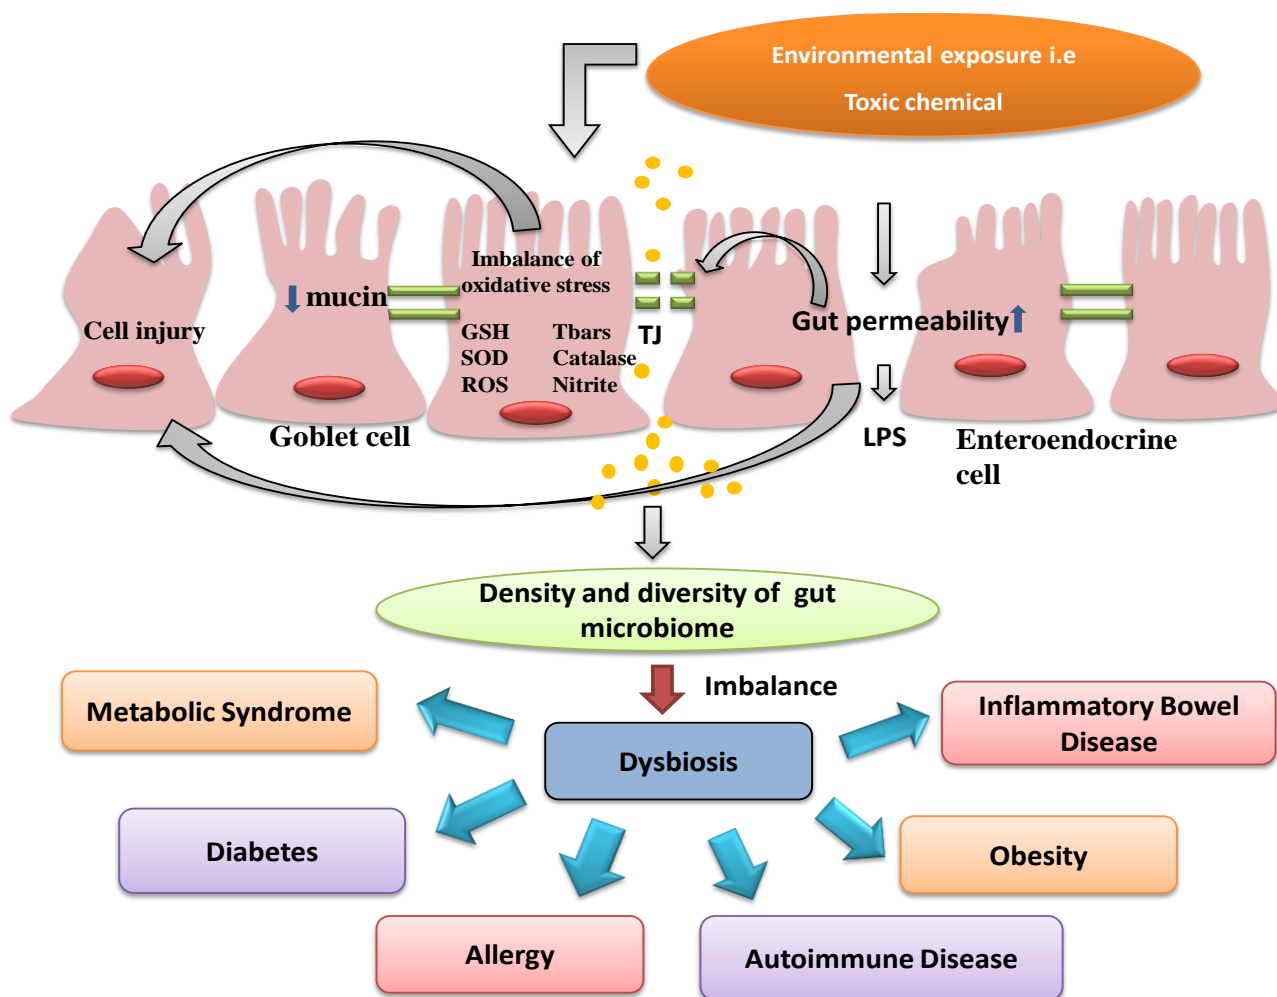 Environmental exposure i.e
Toxic chemical
Imbalance of
oxidative stress
mucin
Cell injury
GSH Tbars
SOD Catalase
ROS Nitrite
TJ
Gut permeability
Goblet cell
LPS
Enteroendocrine
cell
Density and diversity of gut
microbiome
Imbalance
Metabolic Syndrome
Inflammatory Bowel
Disease
Dysbiosis
Diabetes
Obesity
Allergy
Autoimmune Disease